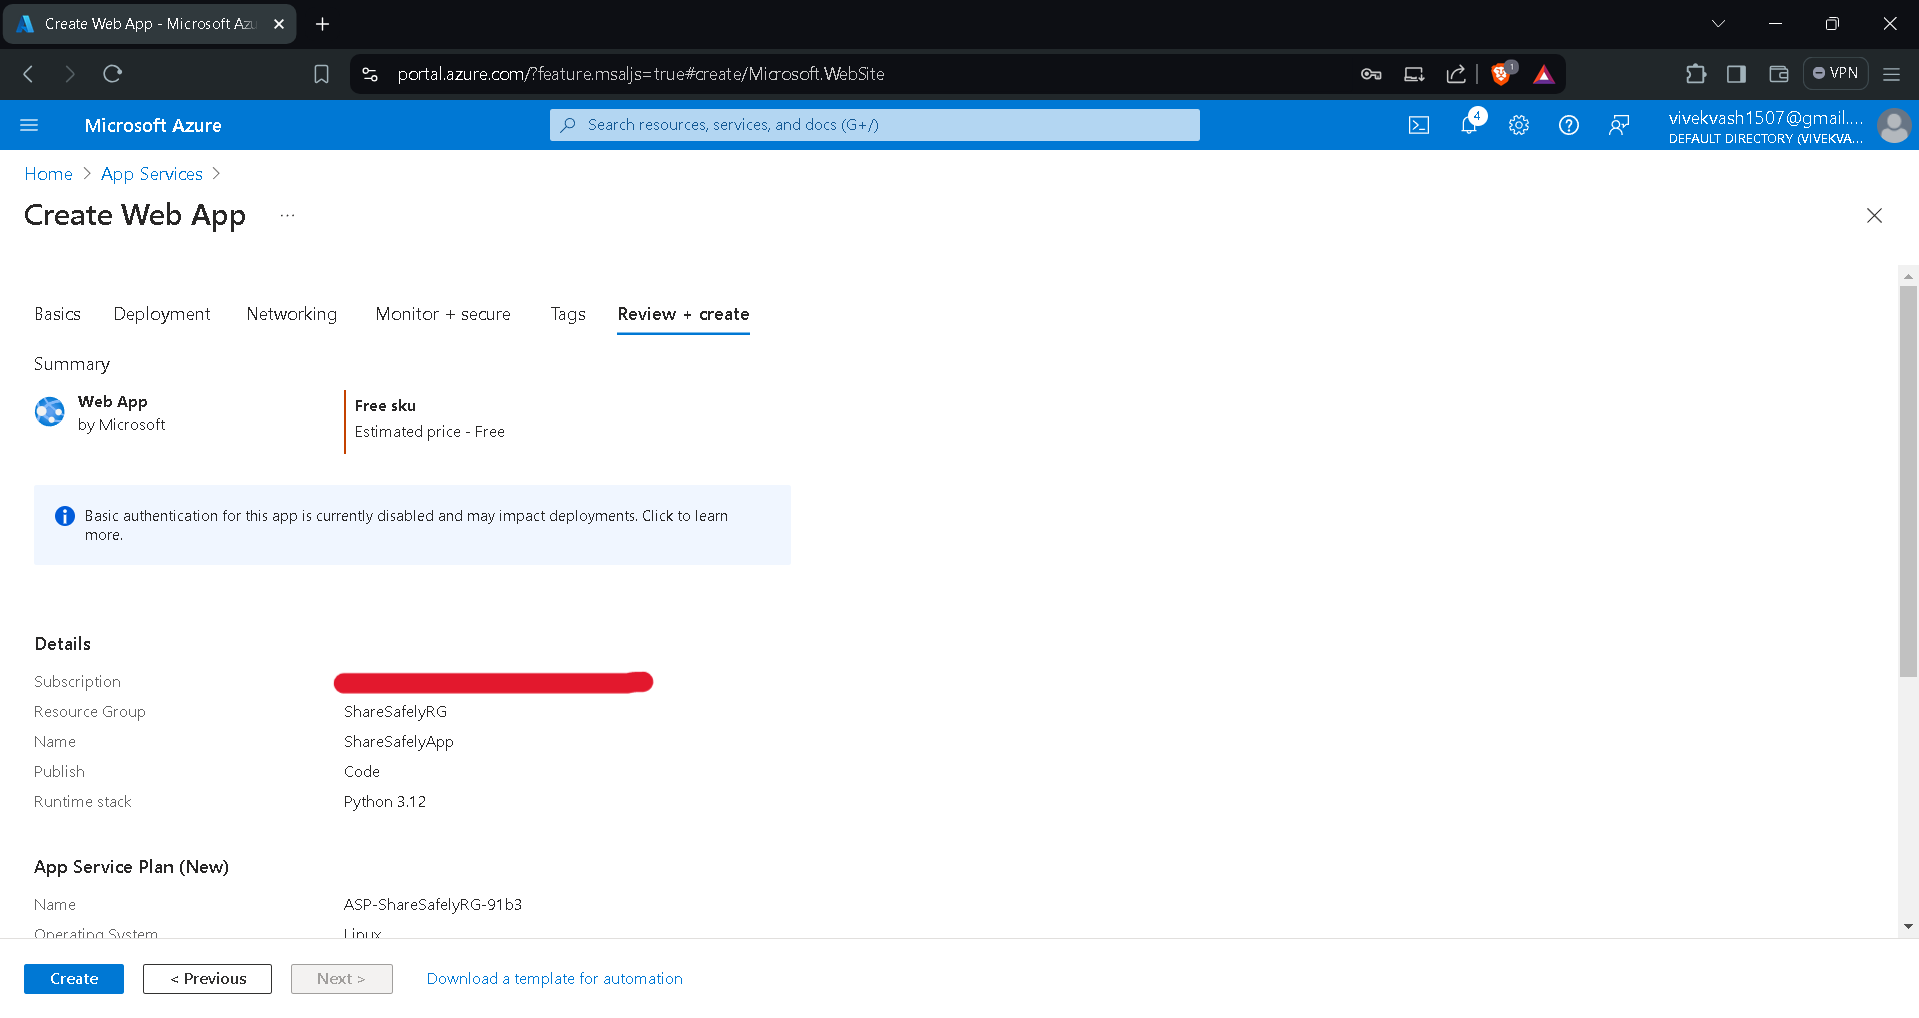 Create Web App - Microsoft Azu
portal.azure.com/?feature.msaljs=true#create/Microsoft.WebSite
1
VPN
Microsoft Azure
Search resources, services, and docs (G+/)
4
vivekvash1507@gmail....
DEFAULT DIRECTORY (VIVEKVA...
Home > App Services >
Create Web App ...
Basics Deployment Networking Monitor + secure Tags Review + create
Summary
Web App
by Microsoft
Free sku
Estimated price - Free
Basic authentication for this app is currently disabled and may impact deployments. Click to learn
more.
Details
Subscription
Resource Group ShareSafelyRG
Name ShareSafelyApp
Publish Code
Runtime stack Python 3.12
App Service Plan (New)
Name ASP-ShareSafelyRG-91b3
Operating System Linux
Create < Previous Next > Download a template for automation